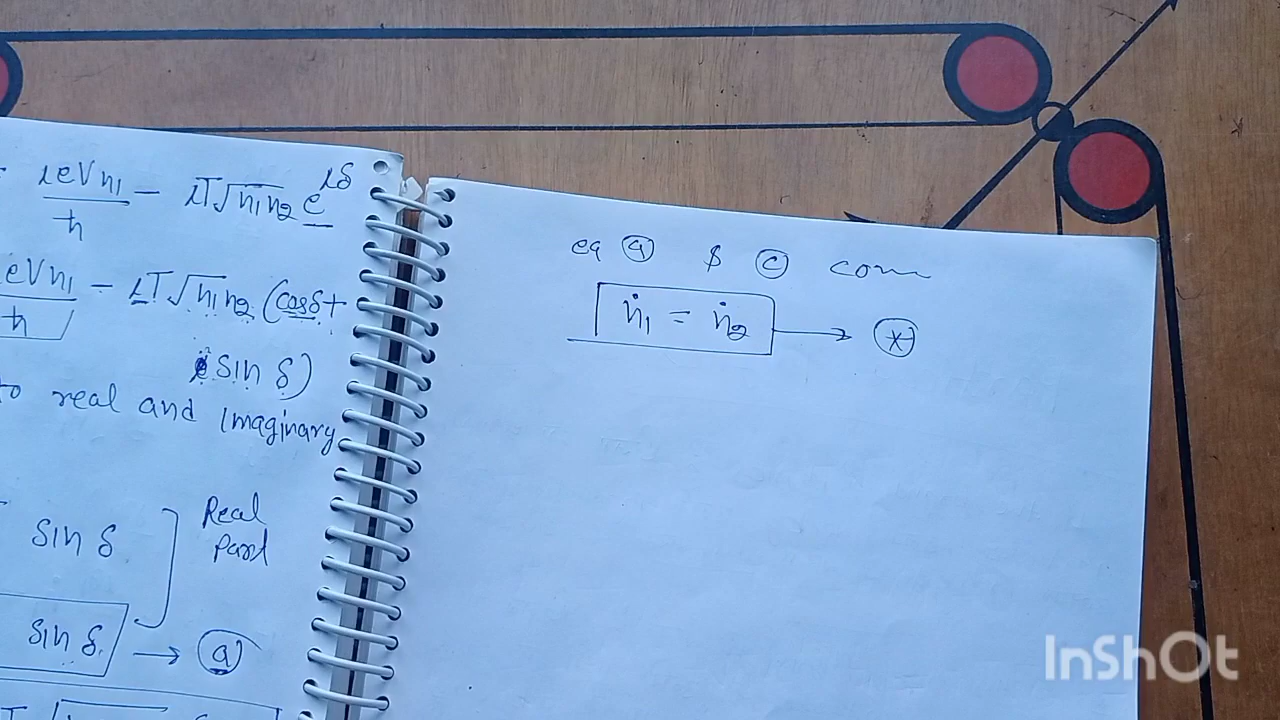 ieVn₁/ħ − iT√n₁n₂ e^iδ
eVn₁/ħ − iT√n₁n₂ (cosδ +
i sin δ)
to real and imaginary
sin δ
Real
Part
sin δ → (a)
eq (a) & (c) com
ṅ₁ = ṅ₂ → (*)
InShOt